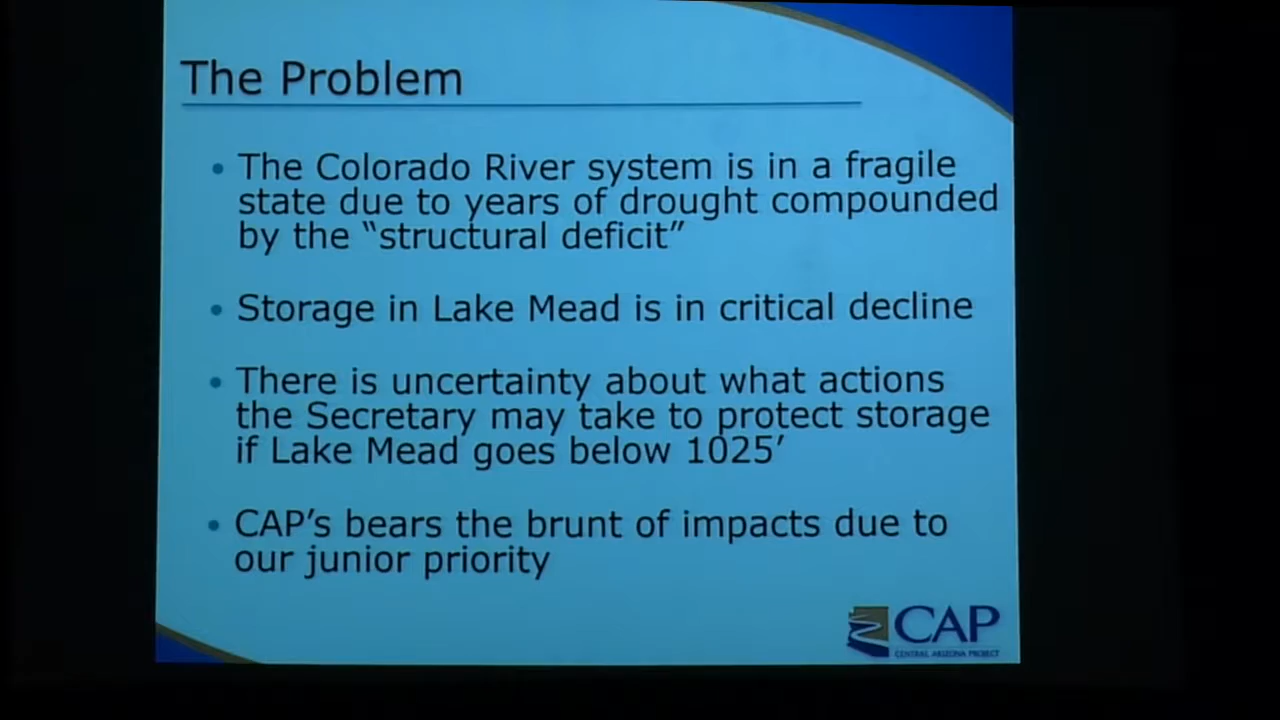 The Problem
• The Colorado River system is in a fragile
state due to years of drought compounded
by the “structural deficit”
• Storage in Lake Mead is in critical decline
• There is uncertainty about what actions
the Secretary may take to protect storage
if Lake Mead goes below 1025’
• CAP’s bears the brunt of impacts due to
our junior priority
CAP
CENTRAL ARIZONA PROJECT